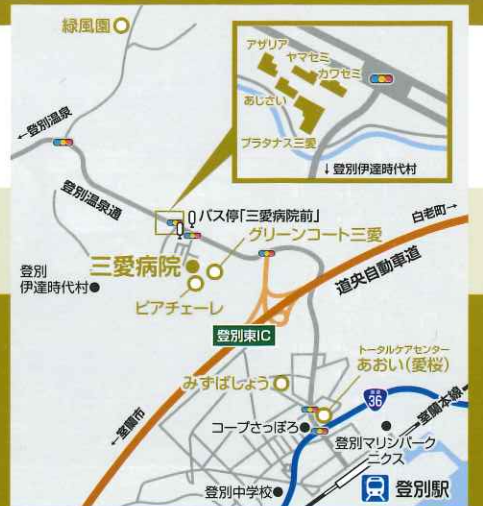 緑風園
アザリア
ヤマセミ
カワセミ
あじさい
プラタナス三愛
↓登別伊達時代村
←登別温泉
登別温泉通
バス停「三愛病院前」
グリーンコート三愛
白老町→
三愛病院
道央自動車道
登別
伊達時代村
ピアチェーレ
登別東IC
トータルケアセンター
あおい(愛桜)
みずばしょう
国道
36
室蘭本線→
←室蘭市
コープさっぽろ
登別マリンパーク
ニクス
登別中学校
登別駅